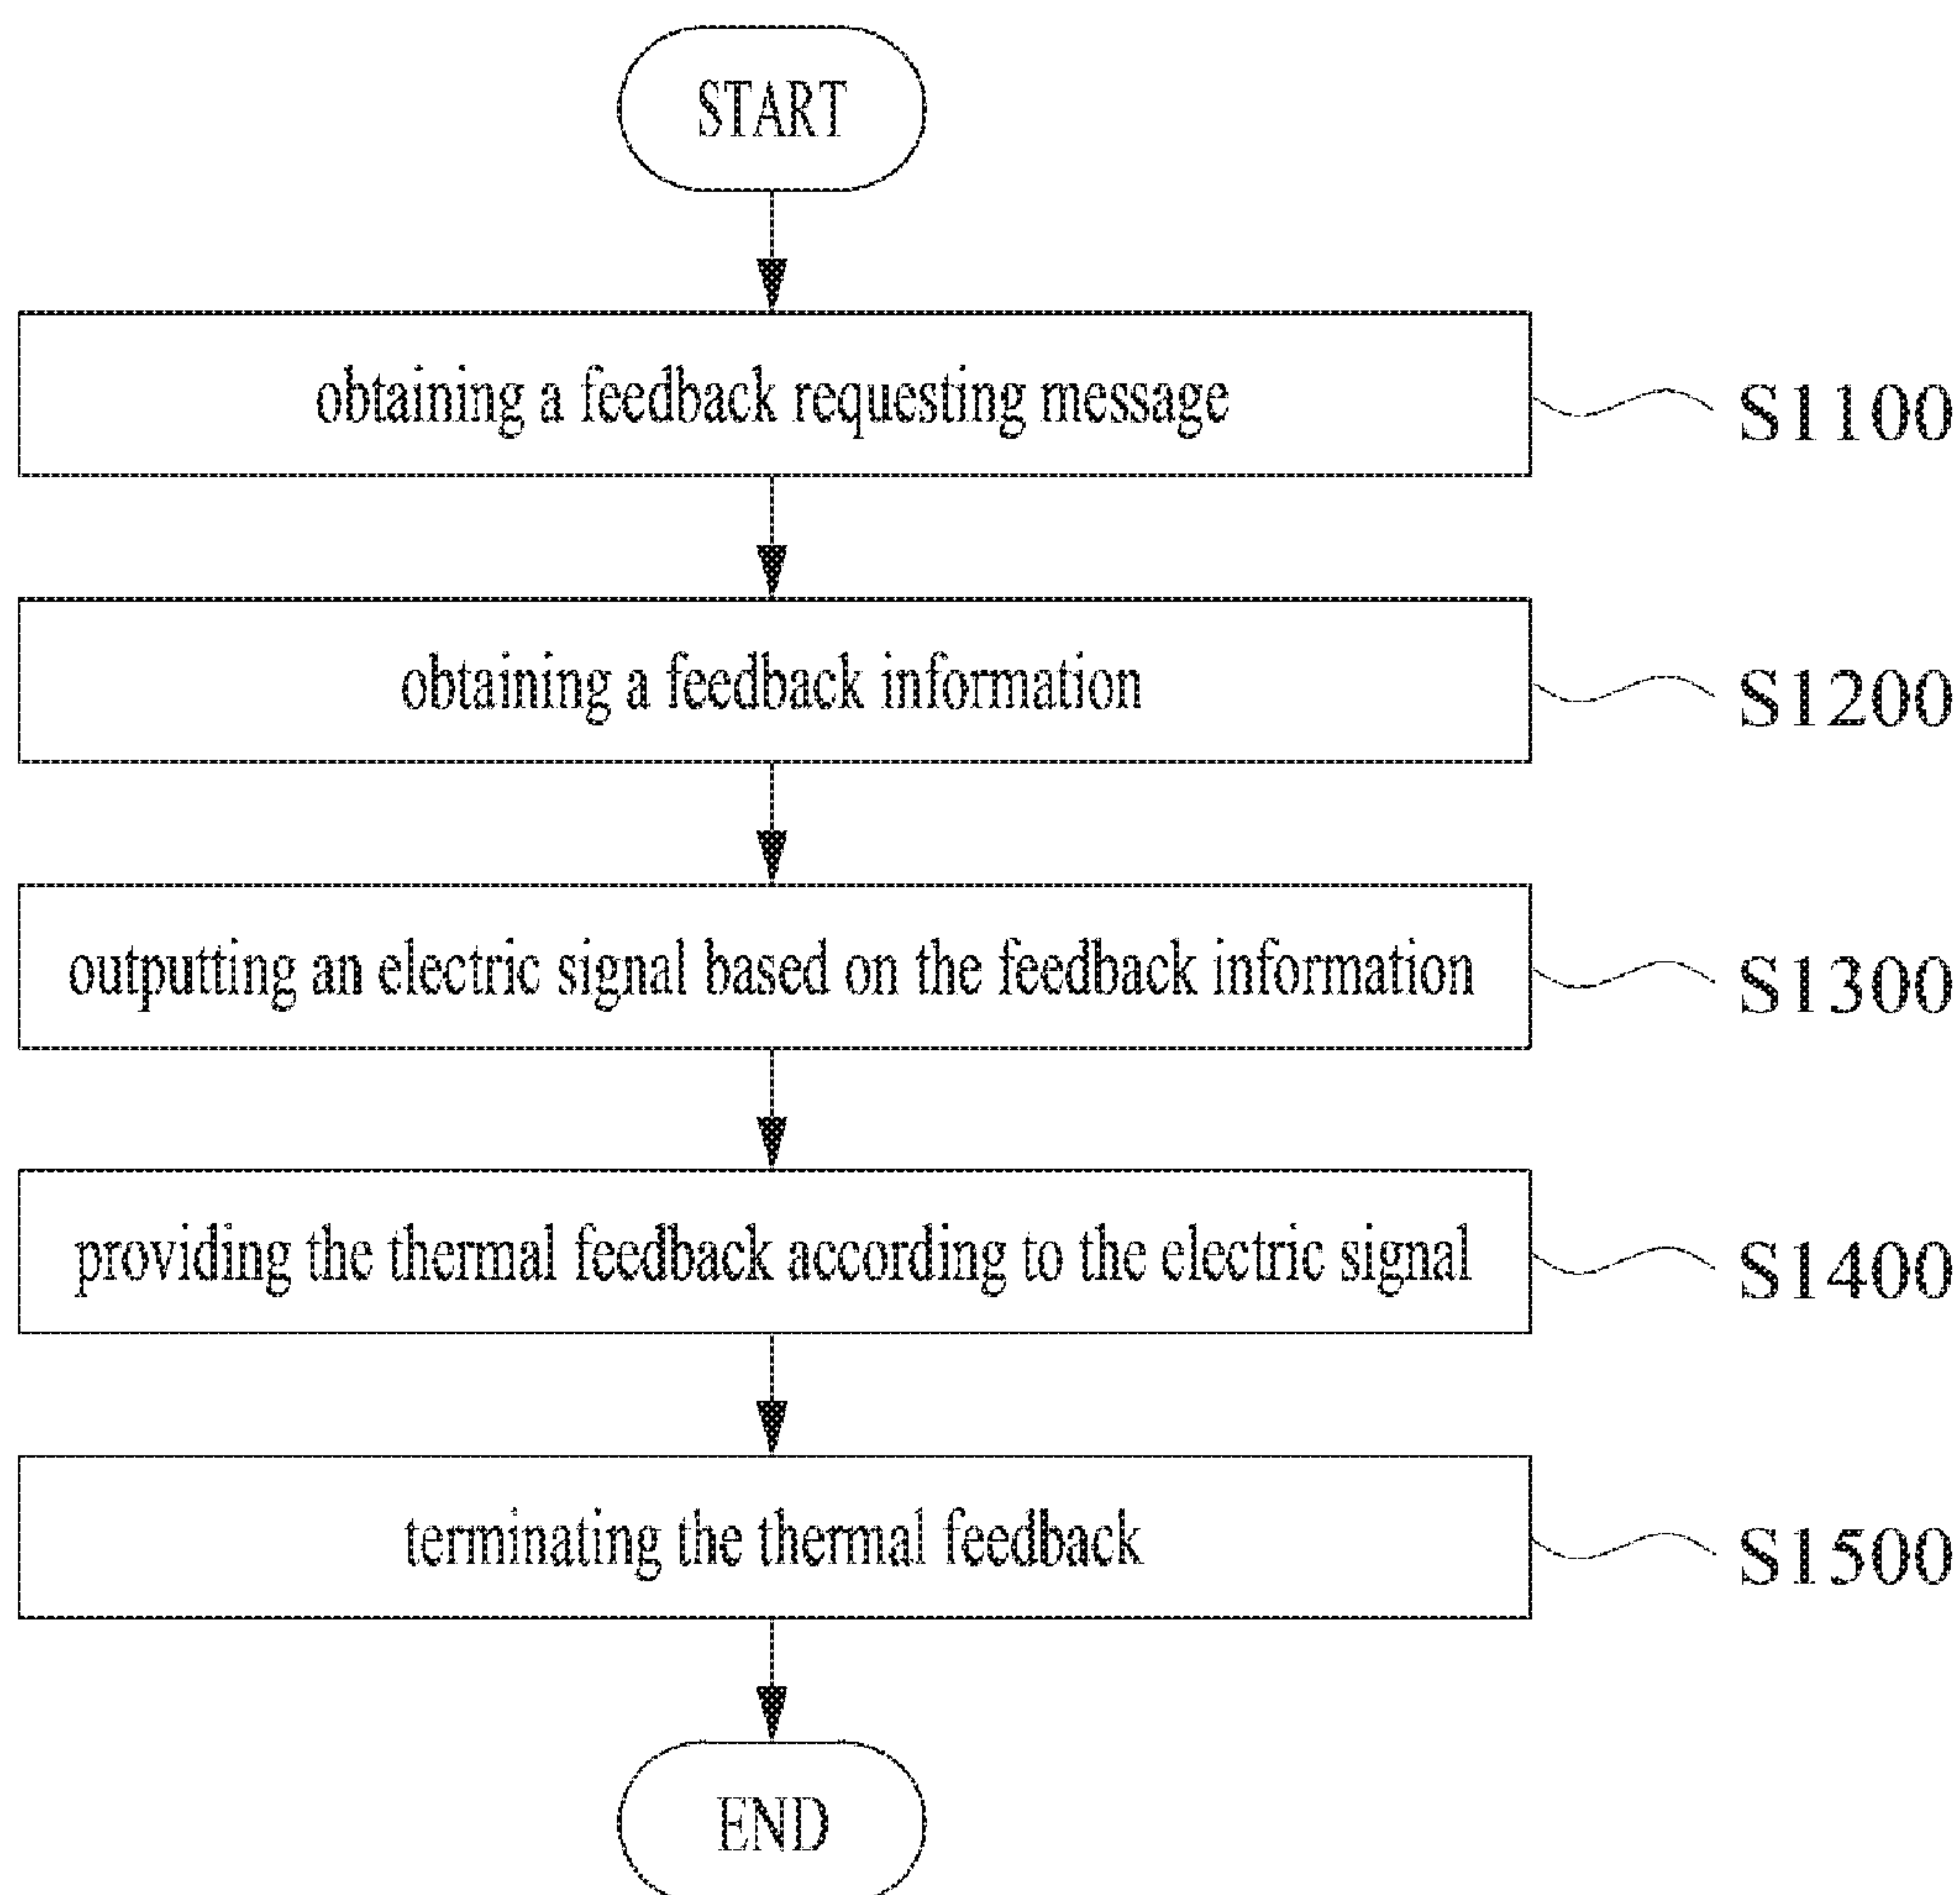 START
obtaining a feedback requesting message
S1100
obtaining a feedback information
S1200
outputting an electric signal based on the feedback information
S1300
providing the thermal feedback according to the electric signal
S1400
terminating the thermal feedback
S1500
END